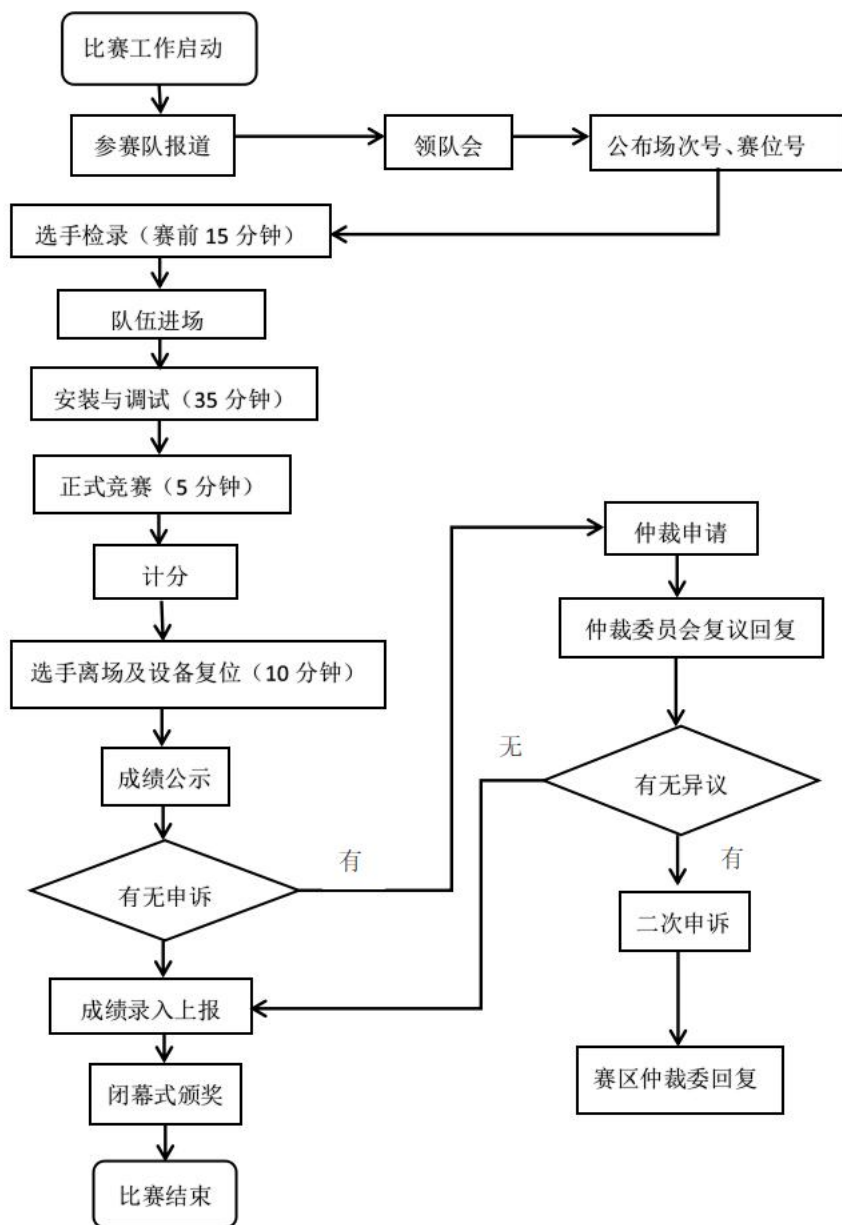 比赛工作启动
参赛队报道
领队会
公布场次号、赛位号
选手检录（赛前 15 分钟）
队伍进场
安装与调试（35 分钟）
正式竞赛（5 分钟）
计分
选手离场及设备复位（10 分钟）
成绩公示
有无申诉
有
仲裁申请
仲裁委员会复议回复
有无异议
无
有
二次申诉
赛区仲裁委回复
成绩录入上报
闭幕式颁奖
比赛结束